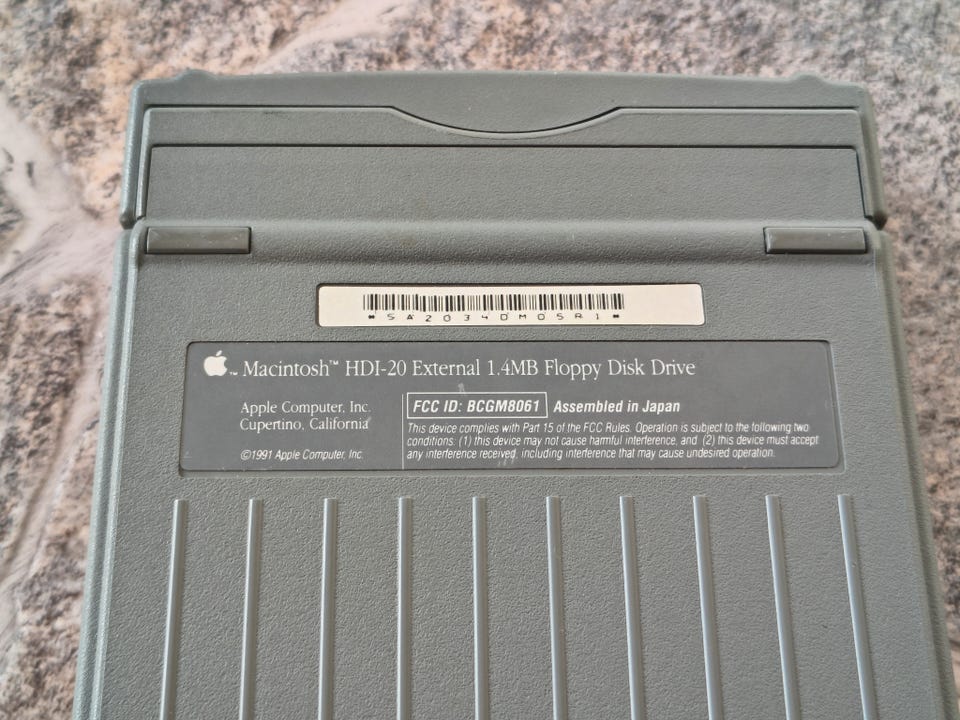 *SA2034DM05R1*
Macintosh™ HDI-20 External 1.4MB Floppy Disk Drive
Apple Computer, Inc.
Cupertino, California
©1991 Apple Computer, Inc.
FCC ID: BCGM8061 Assembled in Japan
This device complies with Part 15 of the FCC Rules. Operation is subject to the following two
conditions: (1) this device may not cause harmful interference, and (2) this device must accept
any interference received, including interference that may cause undesired operation.